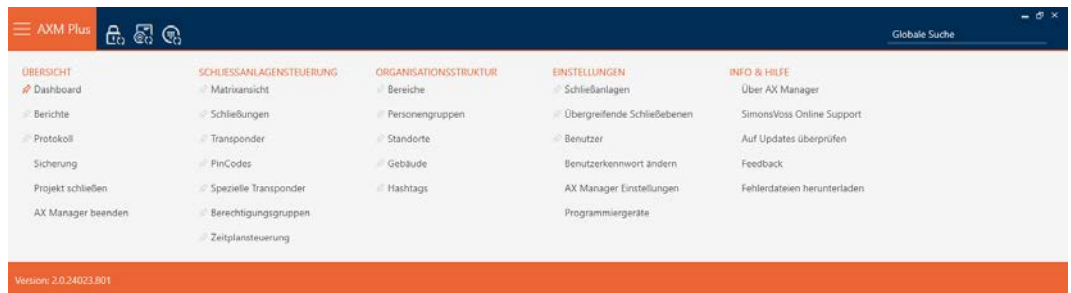 AXM Plus
Globale Suche
ÜBERSICHT
Dashboard
Berichte
Protokoll
Sicherung
Projekt schließen
AX Manager beenden
SCHLIESSANLAGENSTEUERUNG
Matrixansicht
Schließungen
Transponder
PinCodes
Spezielle Transponder
Berechtigungsgruppen
Zeitplansteuerung
ORGANISATIONSSTRUKTUR
Bereiche
Personengruppen
Standorte
Gebäude
Hashtags
EINSTELLUNGEN
Schließanlagen
Übergreifende Schließebenen
Benutzer
Benutzerkennwort ändern
AX Manager Einstellungen
Programmiergeräte
INFO & HILFE
Über AX Manager
SimonsVoss Online Support
Auf Updates überprüfen
Feedback
Fehlerdateien herunterladen
Version: 2.0.24023.801